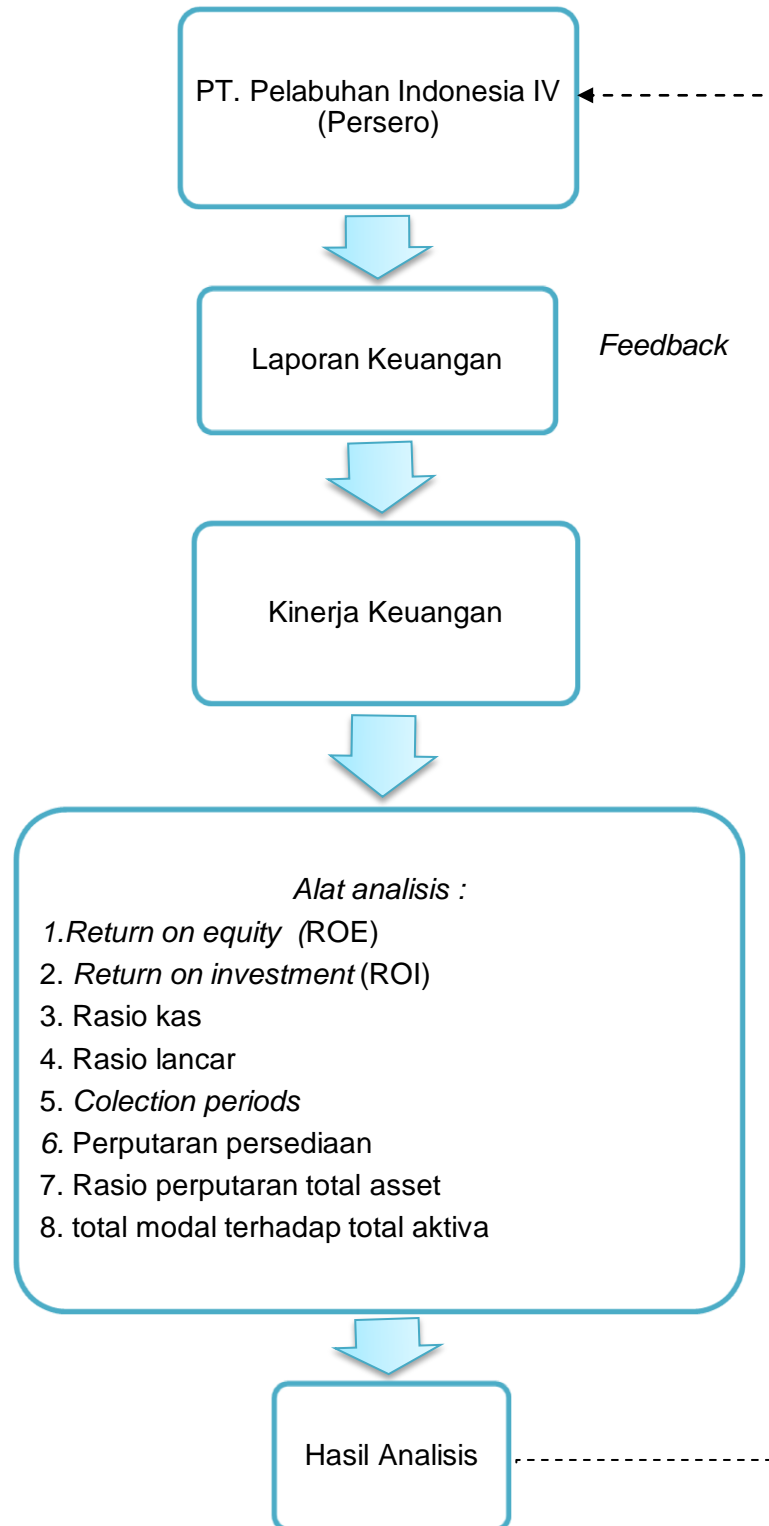 PT. Pelabuhan Indonesia IV
(Persero)
Laporan Keuangan
Feedback
Kinerja Keuangan
Alat analisis :
1.Return on equity (ROE)
2. Return on investment (ROI)
3. Rasio kas
4. Rasio lancar
5. Colection periods
6. Perputaran persediaan
7. Rasio perputaran total asset
8. total modal terhadap total aktiva
Hasil Analisis